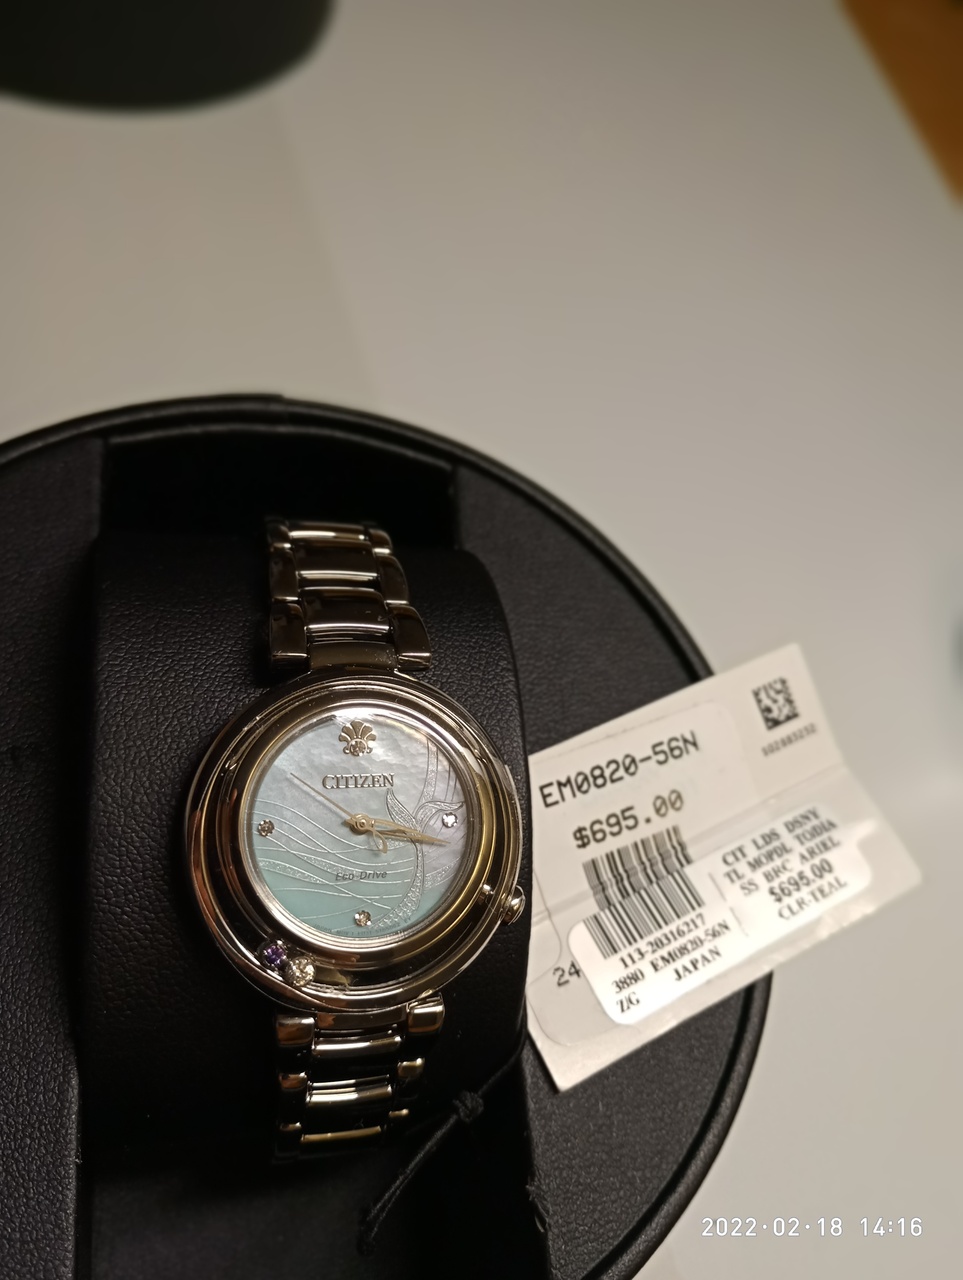 CITIZEN
Eco-Drive
EM0820-56N
$695.00
CIT LDS DSNY
TL MOPDL TOIDIA
SS BRC ARIEL
$695.00
CLR-TEAL
113-20316217
3880 EM0820-56N
Z/G JAPAN
24
2022·02·18 14:16